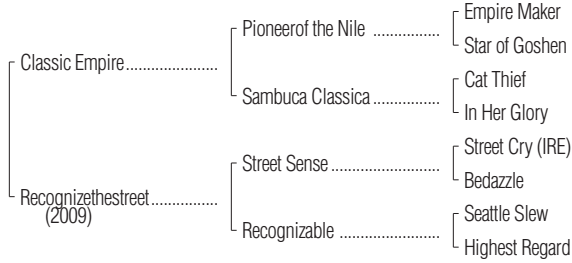 Empire Maker
Pioneerof the Nile ................
Star of Goshen
Classic Empire......................
Cat Thief
Sambuca Classica................
In Her Glory
Street Cry (IRE)
Street Sense ..........................
Bedazzle
Recognizethestreet................
(2009)
Seattle Slew
Recognizable ........................
Highest Regard